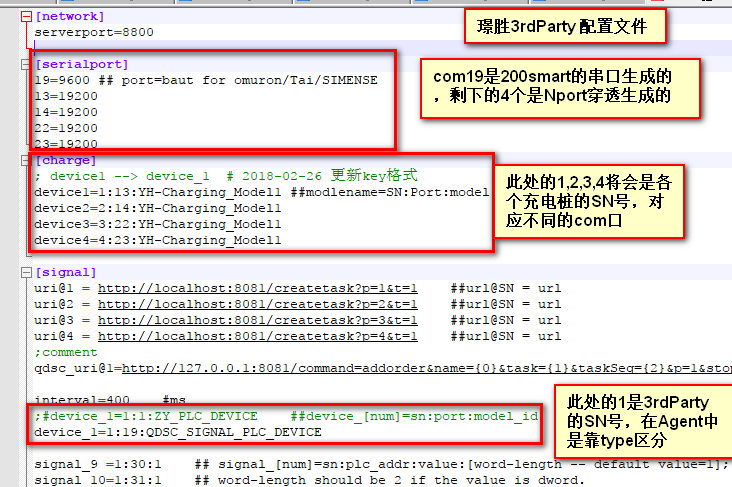 [network]
serverport=8800
璟胜3rdParty 配置文件
[serialport]
19=9600 ## port=baut for omuron/Tai/SIMENSE
13=19200
14=19200
22=19200
23=19200
com19是200smart的串口生成的
,剩下的4个是Nport穿透生成的
[charge]
; device1 --> device_1 # 2018-02-26 更新key格式
device1=1:13:YH-Charging_Modell ##modlename=SN:Port:model
device2=2:14:YH-Charging_Modell
device3=3:22:YH-Charging_Modell
device4=4:23:YH-Charging_Modell
此处的1,2,3,4将会是各
个充电桩的SN号，对
应不同的com口
[signal]
uri@1 = http://localhost:8081/createtask?p=1&t=1 ##url@SN = url
uri@2 = http://localhost:8081/createtask?p=2&t=1 ##url@SN = url
uri@3 = http://localhost:8081/createtask?p=3&t=1 ##url@SN = url
uri@4 = http://localhost:8081/createtask?p=4&t=1 ##url@SN = url
;comment
qdsc_uri@1=http://127.0.0.1:8081/command=addorder&name={0}&task={1}&taskSeq={2}&p=1&stop
interval=400 #ms
;#device_1=1:1:ZY_PLC_DEVICE ##device_[num]=sn:port:model_id
device_1=1:19:QDSC_SIGNAL_PLC_DEVICE
此处的1是3rdParty
的SN号，在Agent中
是靠type区分
signal_9 =1:30:1 ## signal_[num]=sn:plc_addr:value:[word-length -- default value=1];
signal_10=1:31:1 ## word-length should be 2 if the value is dword.